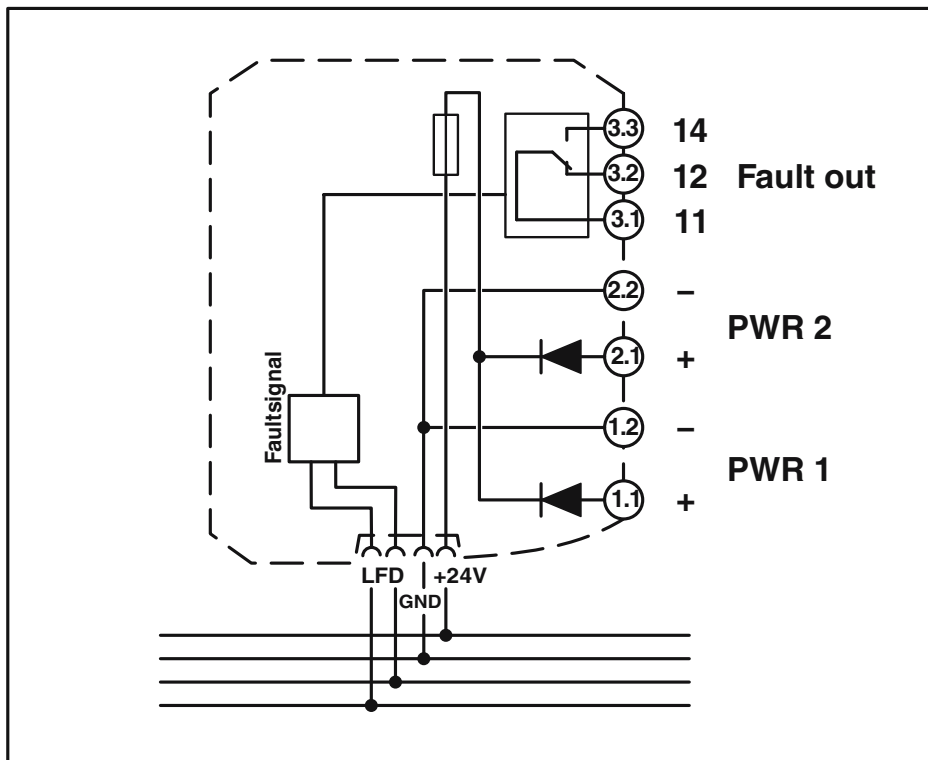 3.3 14
3.2 12 Fault out
3.1 11
2.2 –
PWR 2
2.1 +
Faultsignal
1.2 –
PWR 1
1.1 +
LFD +24V
GND